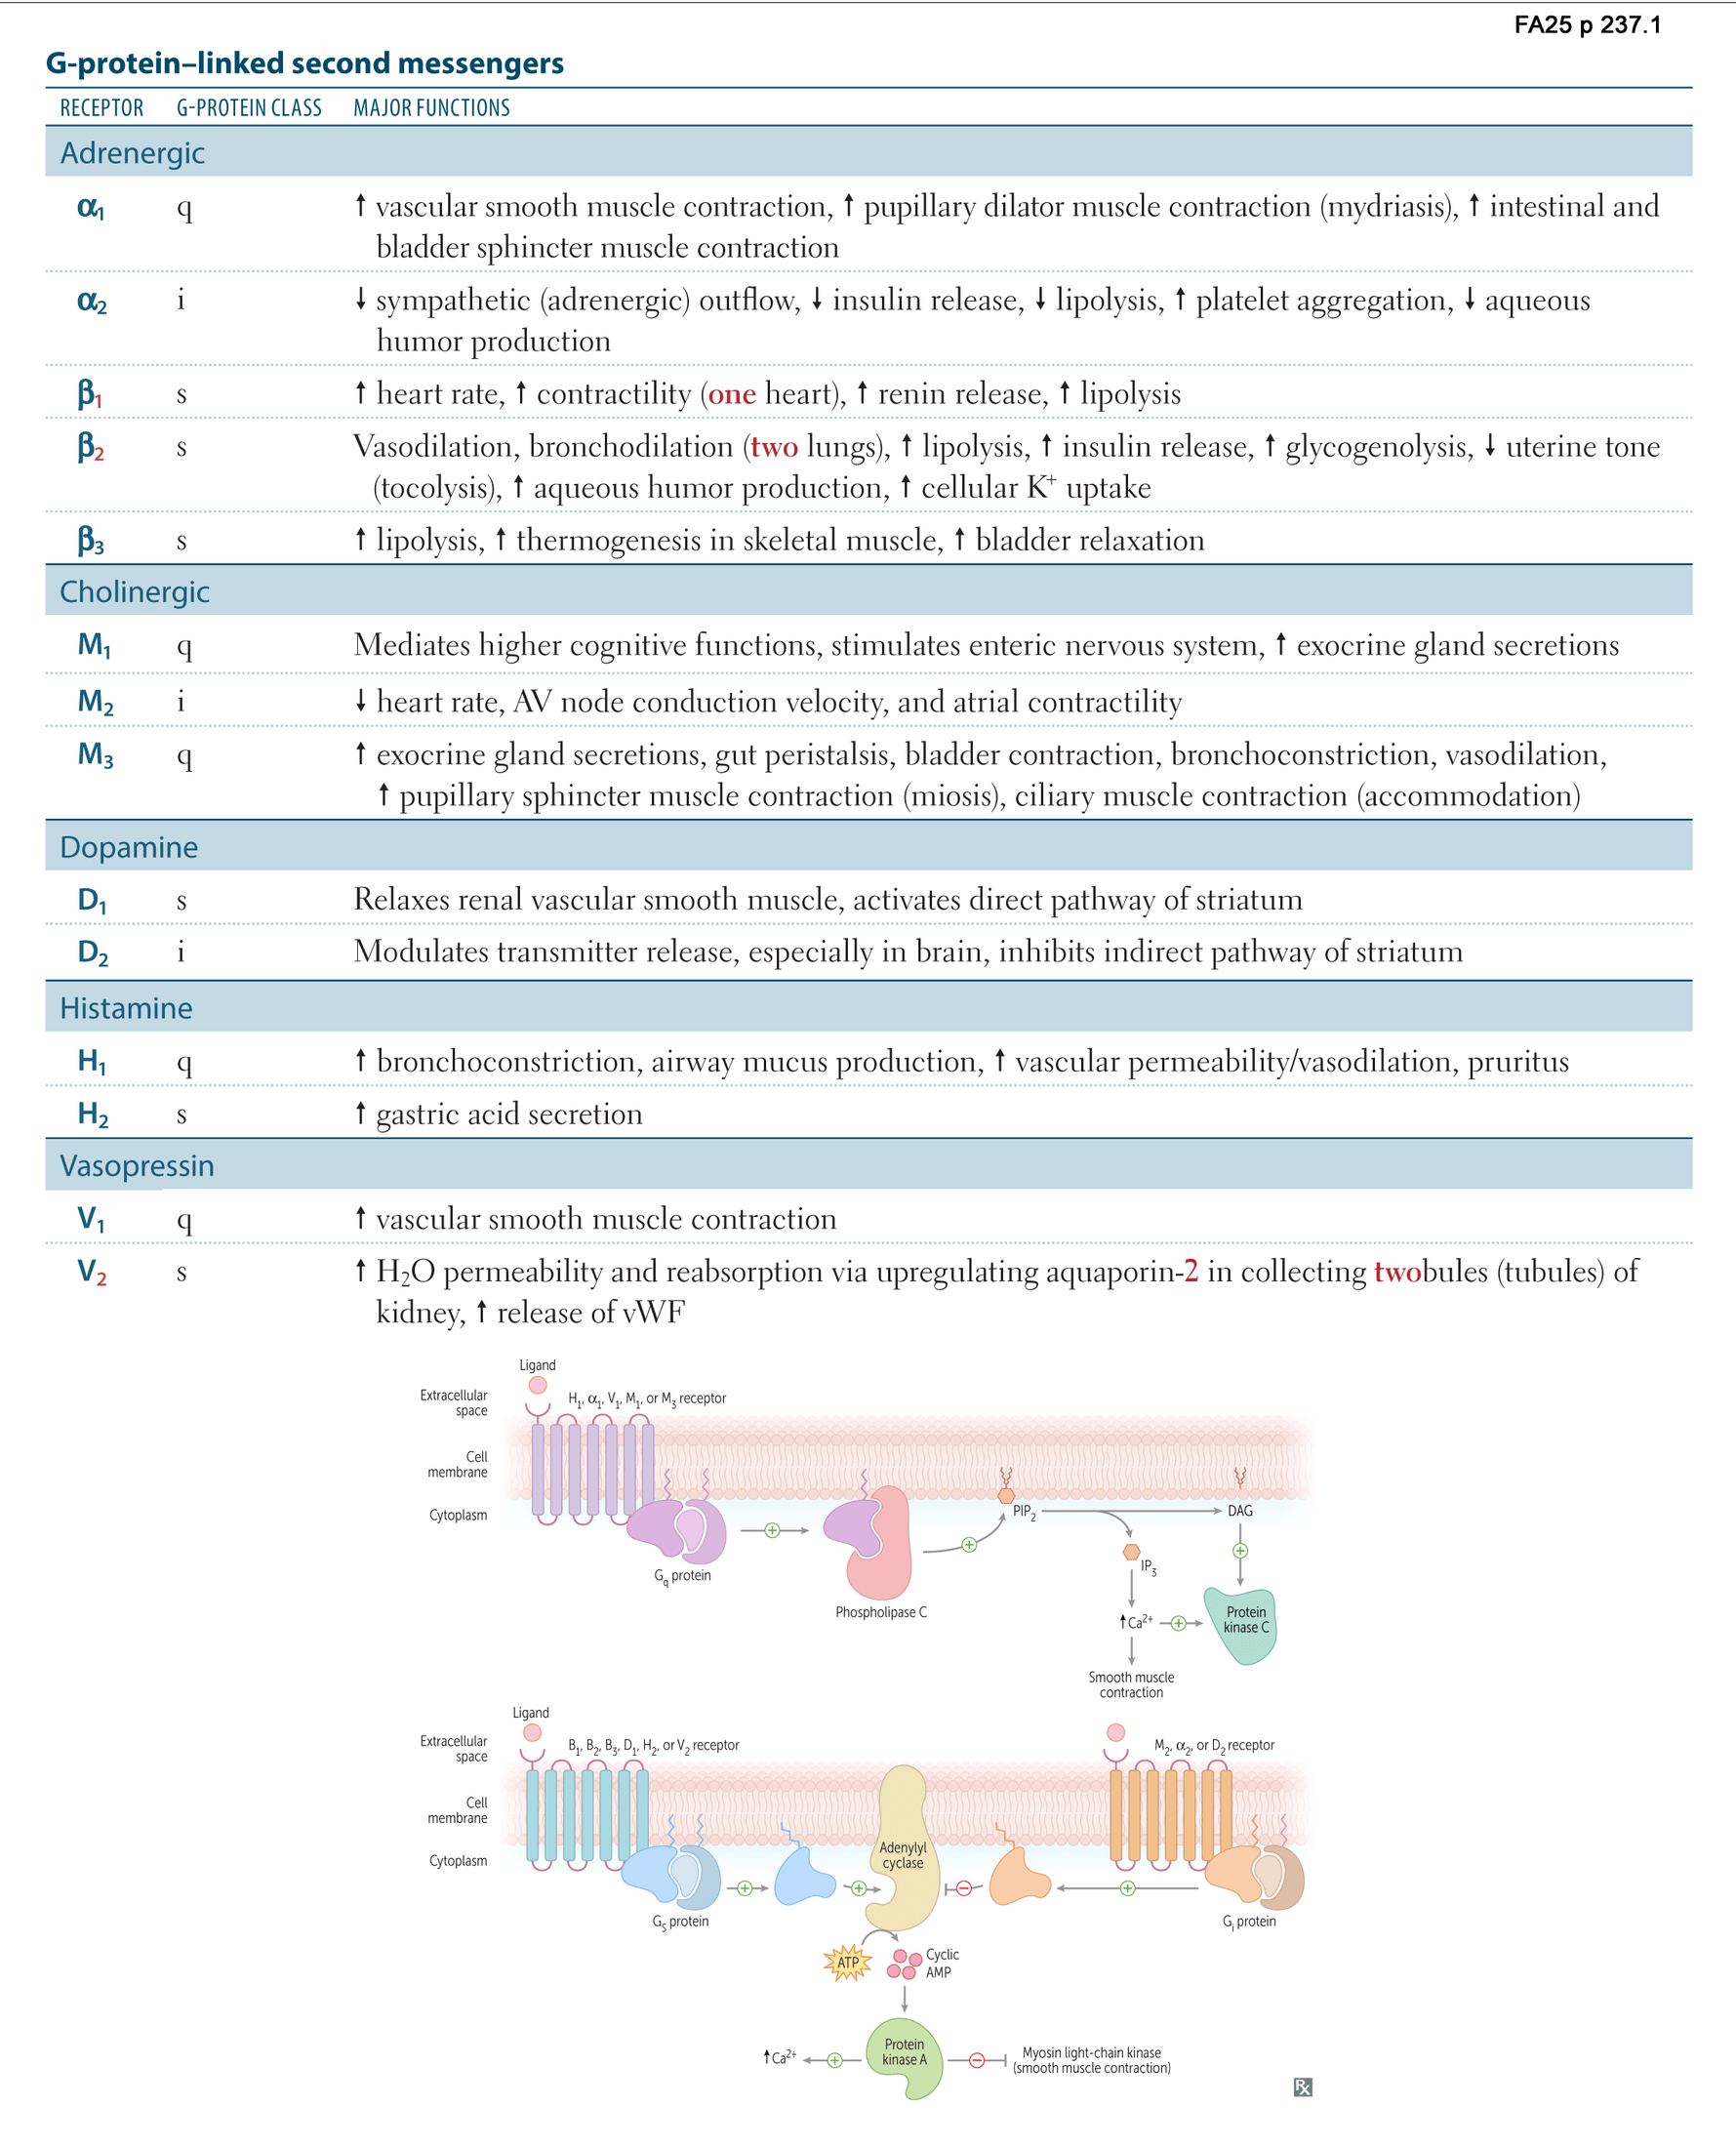 FA25 p 237.1
G-protein–linked second messengers
RECEPTOR G-PROTEIN CLASS MAJOR FUNCTIONS
Adrenergic
α1 q ↑ vascular smooth muscle contraction, ↑ pupillary dilator muscle contraction (mydriasis), ↑ intestinal and
bladder sphincter muscle contraction
α2 i ↓ sympathetic (adrenergic) outflow, ↓ insulin release, ↓ lipolysis, ↑ platelet aggregation, ↓ aqueous
humor production
β1 s ↑ heart rate, ↑ contractility (one heart), ↑ renin release, ↑ lipolysis
β2 s Vasodilation, bronchodilation (two lungs), ↑ lipolysis, ↑ insulin release, ↑ glycogenolysis, ↓ uterine tone
(tocolysis), ↑ aqueous humor production, ↑ cellular K+ uptake
β3 s ↑ lipolysis, ↑ thermogenesis in skeletal muscle, ↑ bladder relaxation
Cholinergic
M1 q Mediates higher cognitive functions, stimulates enteric nervous system, ↑ exocrine gland secretions
M2 i ↓ heart rate, AV node conduction velocity, and atrial contractility
M3 q ↑ exocrine gland secretions, gut peristalsis, bladder contraction, bronchoconstriction, vasodilation,
↑ pupillary sphincter muscle contraction (miosis), ciliary muscle contraction (accommodation)
Dopamine
D1 s Relaxes renal vascular smooth muscle, activates direct pathway of striatum
D2 i Modulates transmitter release, especially in brain, inhibits indirect pathway of striatum
Histamine
H1 q ↑ bronchoconstriction, airway mucus production, ↑ vascular permeability/vasodilation, pruritus
H2 s ↑ gastric acid secretion
Vasopressin
V1 q ↑ vascular smooth muscle contraction
V2 s ↑ H2O permeability and reabsorption via upregulating aquaporin-2 in collecting twobules (tubules) of
kidney, ↑ release of vWF
Ligand
Extracellular
space
H1, α1, V1, M1, or M3 receptor
Cell
membrane
Cytoplasm
Gq protein
Phospholipase C
PIP2
DAG
IP3
↑Ca2+
Protein
kinase C
Smooth muscle
contraction
Ligand
Extracellular
space
B1, B2, B3, D1, H2, or V2 receptor
M2, α2, or D2 receptor
Cell
membrane
Cytoplasm
Adenylyl
cyclase
GS protein
Gi protein
ATP
Cyclic
AMP
Protein
kinase A
↑Ca2+
Myosin light-chain kinase
(smooth muscle contraction)
Rx